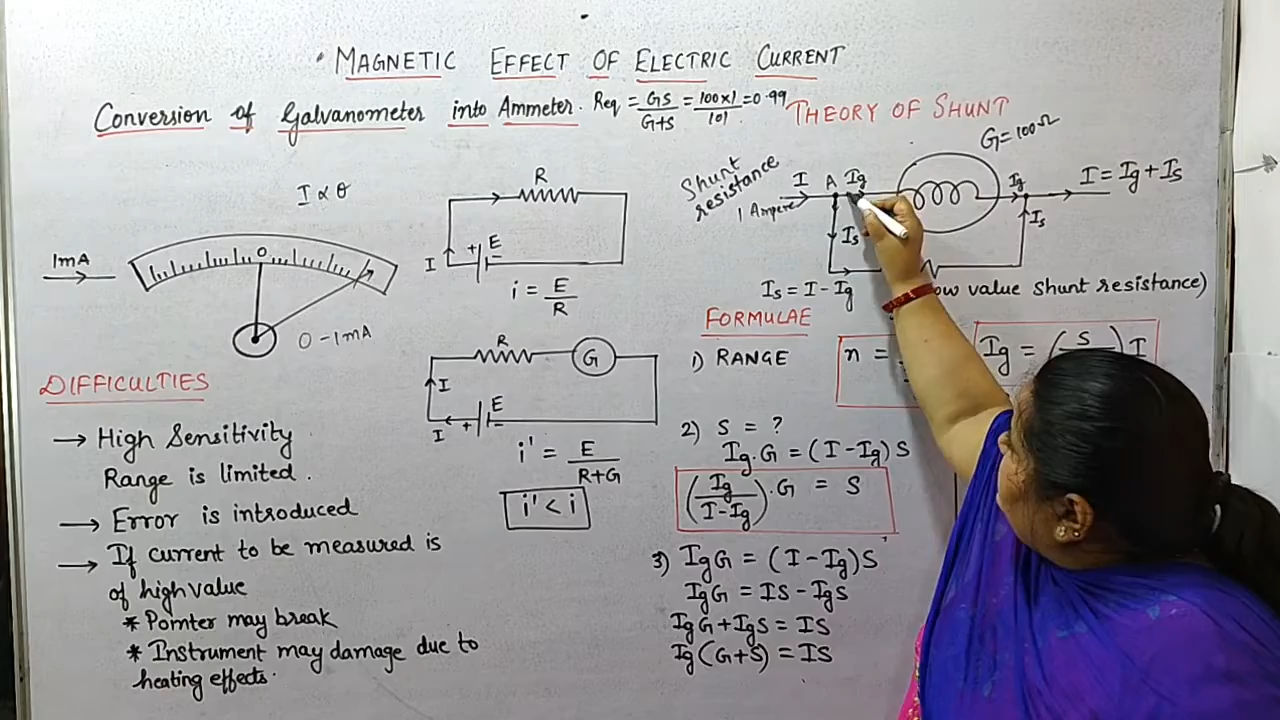 MAGNETIC EFFECT OF ELECTRIC CURRENT
Conversion of Galvanometer into Ammeter. Req = GS/G+S = 100×1/101 = 0.99
THEORY OF SHUNT
I ∝ θ
1mA
0
0-1mA
DIFFICULTIES
→ High Sensitivity
Range is limited.
→ Error is introduced
→ If current to be measured is
of high value
* Pointer may break
* Instrument may damage due to
heating effects.
R
I
+ E -
i = E/R
R
G
I
I
+ E -
i' = E/R+G
i' < i
Shunt
resistance
G = 100Ω
I
1 Ampere
A
Ig
Ig
I = Ig + Is
Is
Is
Is = I - Ig
value shunt resistance)
FORMULAE
1) RANGE
n =
Ig = (S ) I
2) S = ?
Ig.G = (I - Ig) S
(Ig/I-Ig).G = S
3) IgG = (I - Ig) S
IgG = IS - IgS
IgG + IgS = IS
Ig(G+S) = IS